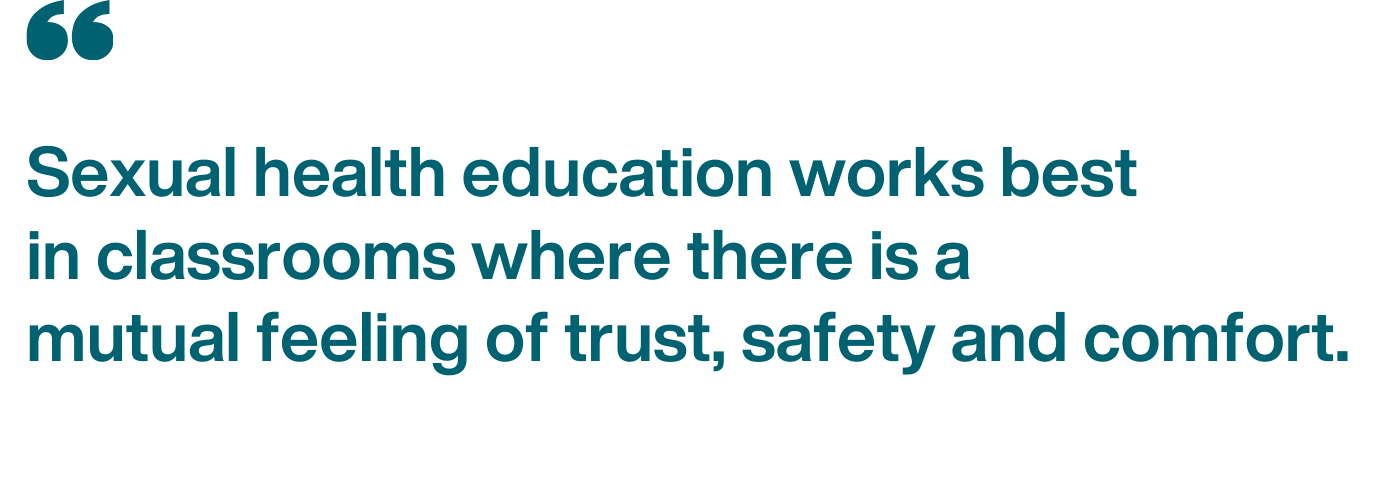 “
Sexual health education works best
in classrooms where there is a
mutual feeling of trust, safety and comfort.